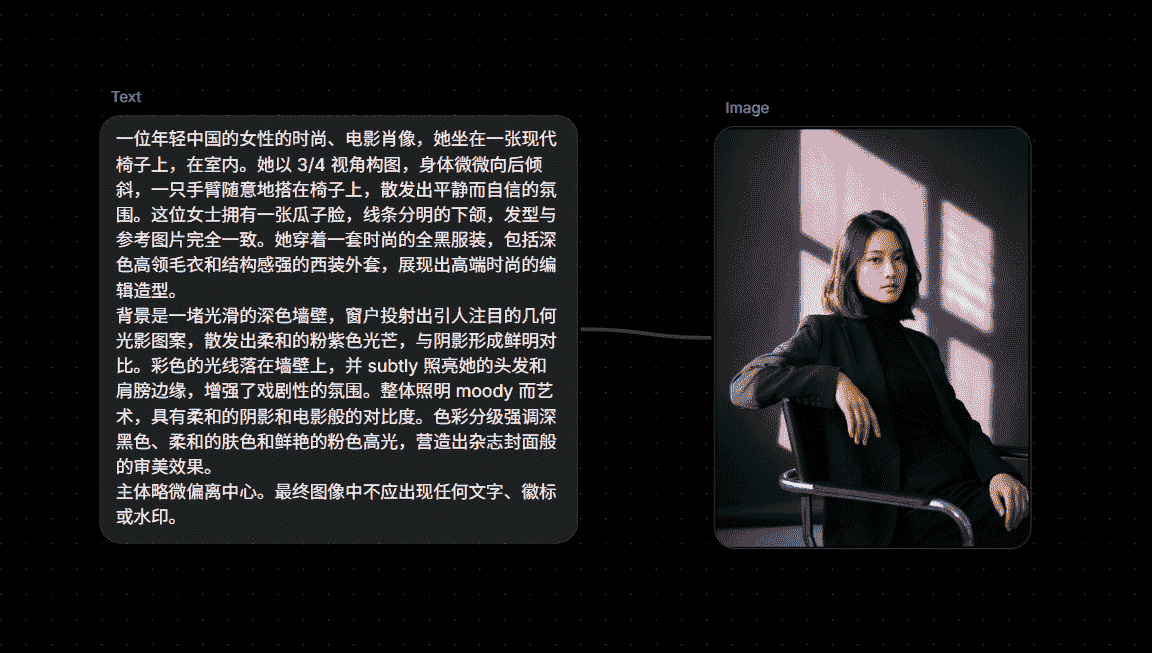 Text
一位年轻中国的女性的时尚、电影肖像，她坐在一张现代
椅子上，在室内。她以 3/4 视角构图，身体微微向后倾
斜，一只手臂随意地搭在椅子上，散发出平静而自信的氛
围。这位女士拥有一张瓜子脸，线条分明的下颌，发型与
参考图片完全一致。她穿着一套时尚的全黑服装，包括深
色高领毛衣和结构感强的西装外套，展现出高端时尚的编
辑造型。
背景是一堵光滑的深色墙壁，窗户投射出引人注目的几何
光影图案，散发出柔和的粉紫色光芒，与阴影形成鲜明对
比。彩色的光线落在墙壁上，并 subtly 照亮她的头发和
肩膀边缘，增强了戏剧性的氛围。整体照明 moody 而艺
术，具有柔和的阴影和电影般的对比度。色彩分级强调深
黑色、柔和的肤色和鲜艳的粉色高光，营造出杂志封面般
的审美效果。
主体略微偏离中心。最终图像中不应出现任何文字、徽标
或水印。
Image